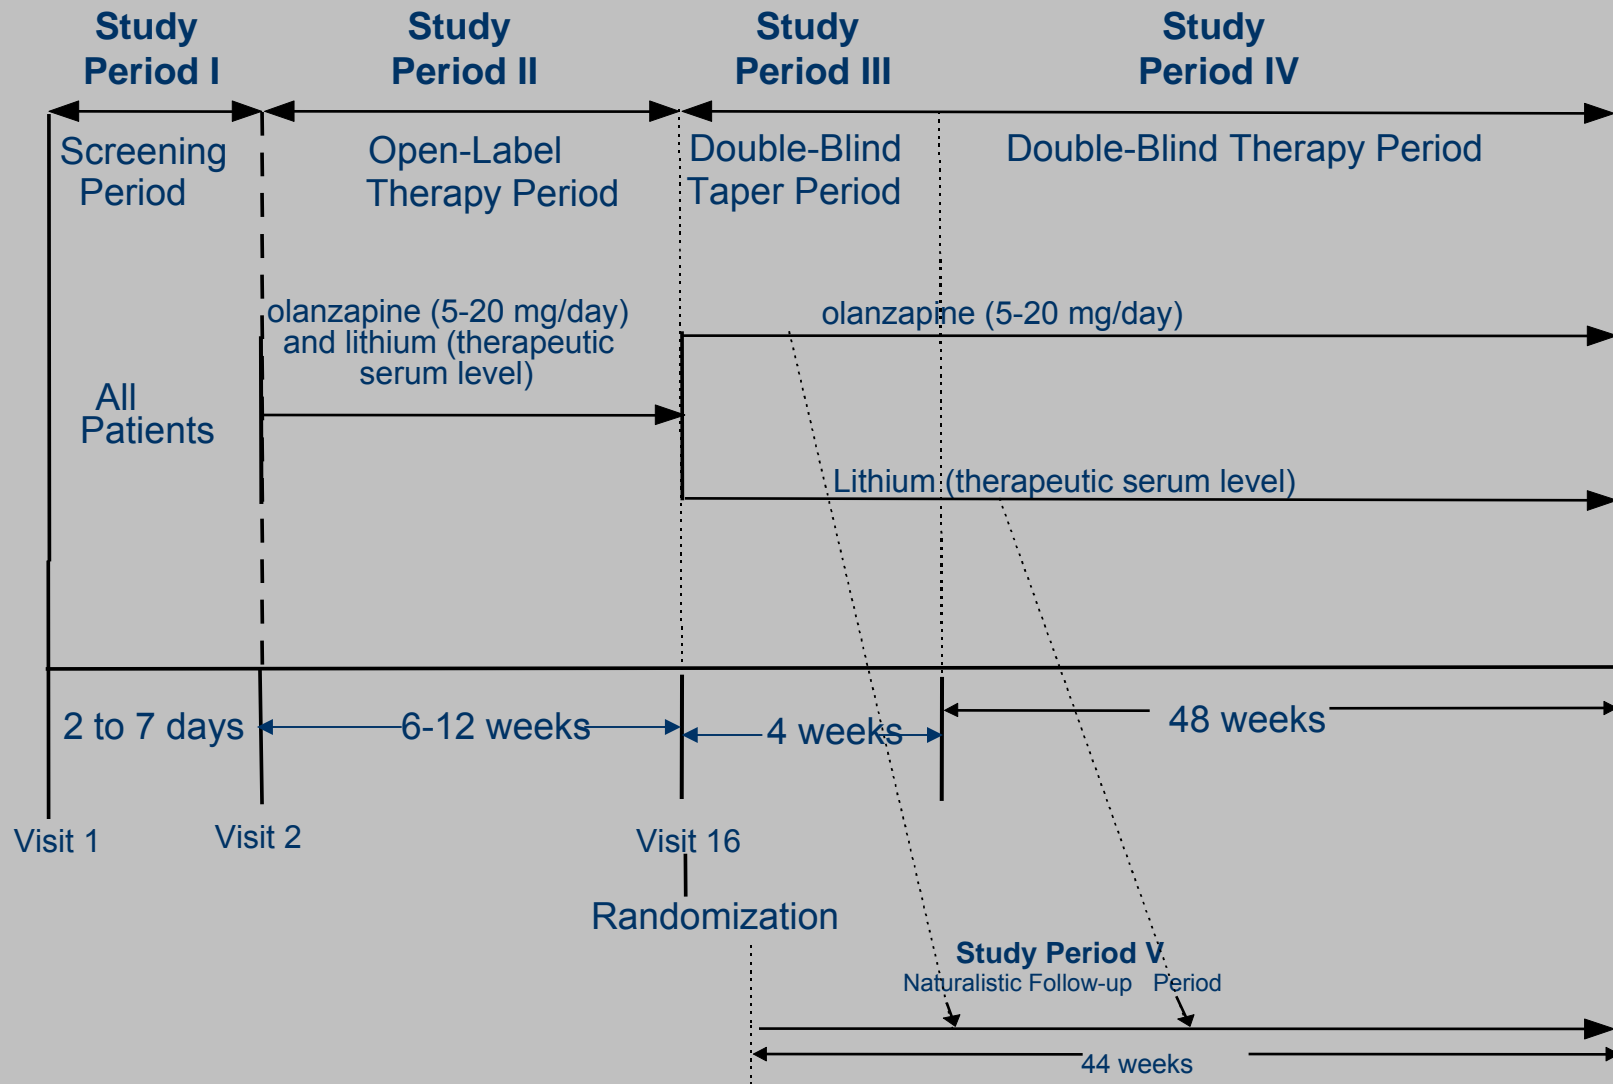 Study
Period I
Study
Period II
Study
Period III
Study
Period IV
Screening
Period
Open-Label
Therapy Period
Double-Blind
Taper Period
Double-Blind Therapy Period
olanzapine (5-20 mg/day)
and lithium (therapeutic
serum level)
olanzapine (5-20 mg/day)
All
Patients
Lithium (therapeutic serum level)
2 to 7 days
6-12 weeks
4 weeks
48 weeks
Visit 1
Visit 2
Visit 16
Randomization
Study Period V
Naturalistic Follow-up Period
44 weeks